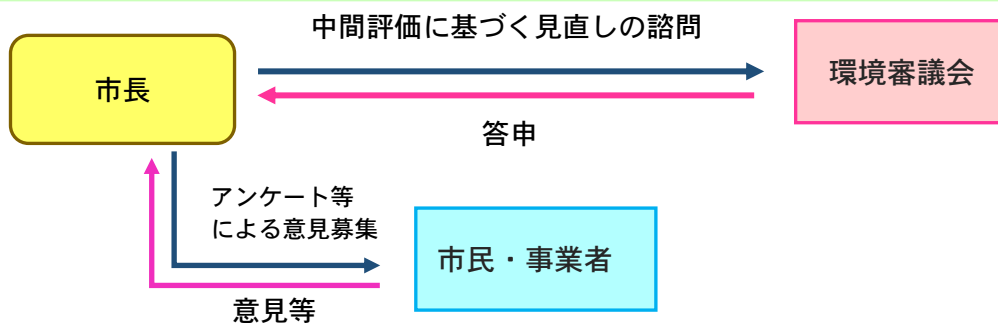 中間評価に基づく見直しの諮問
市長
環境審議会
答申
アンケート等
による意見募集
市民・事業者
意見等